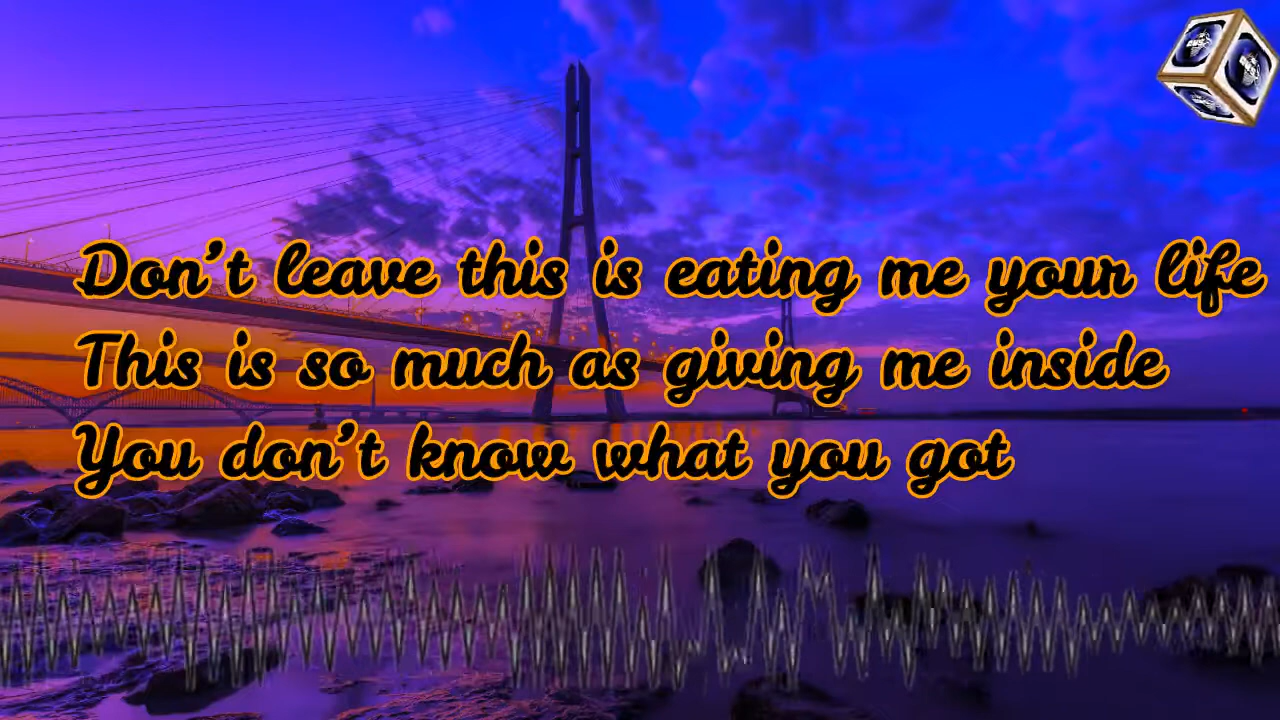 Don't leave this is eating me your life
This is so much as giving me inside
You don't know what you got